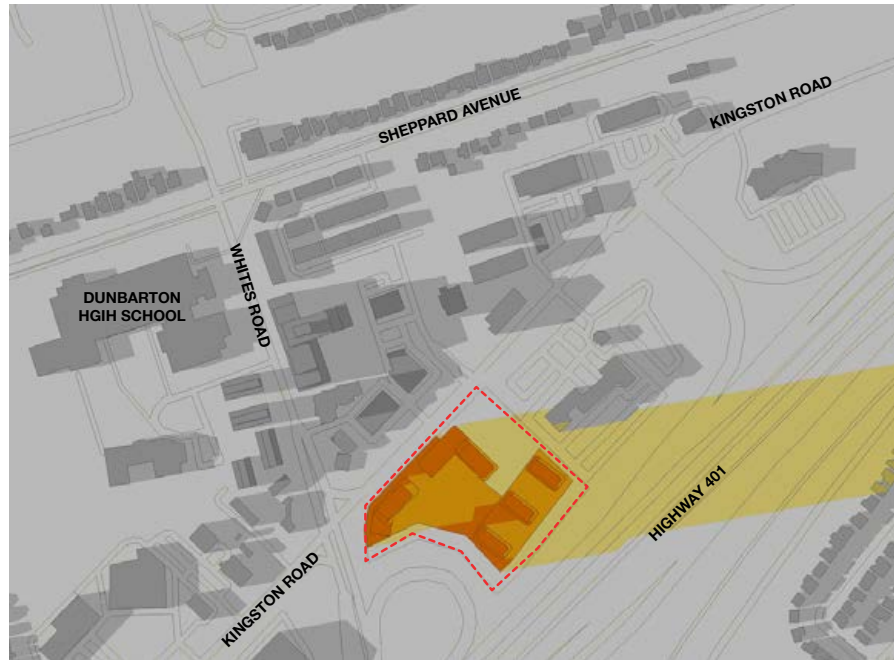 SHEPPARD AVENUE
KINGSTON ROAD
WHITES ROAD
DUNBARTON
HGIH SCHOOL
HIGHWAY 401
KINGSTON ROAD